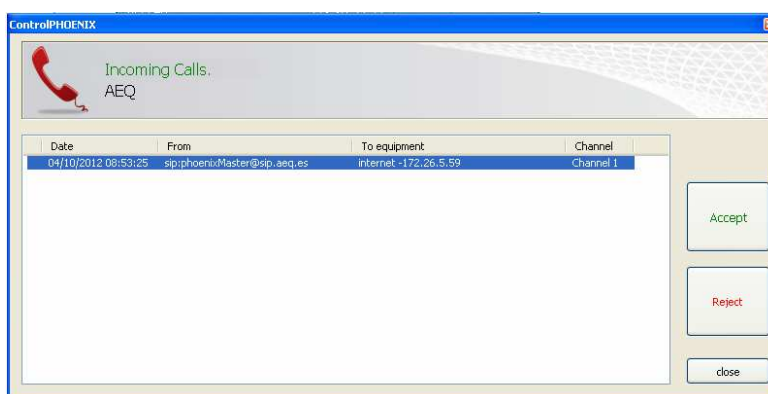 ControlPHOENIX
Incoming Calls.
AEQ
Date From To equipment Channel
04/10/2012 08:53:25 sip:phoenixMaster@sip.aeq.es internet -172.26.5.59 Channel 1
Accept
Reject
close